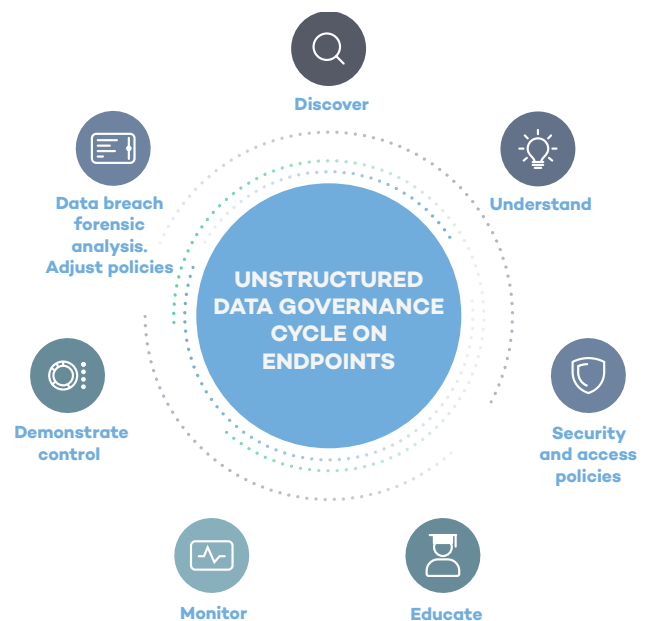 Discover
Understand
Security
and access
policies
Educate
Monitor
Demonstrate
control
Data breach
forensic
analysis.
Adjust policies
UNSTRUCTURED
DATA GOVERNANCE
CYCLE ON
ENDPOINTS